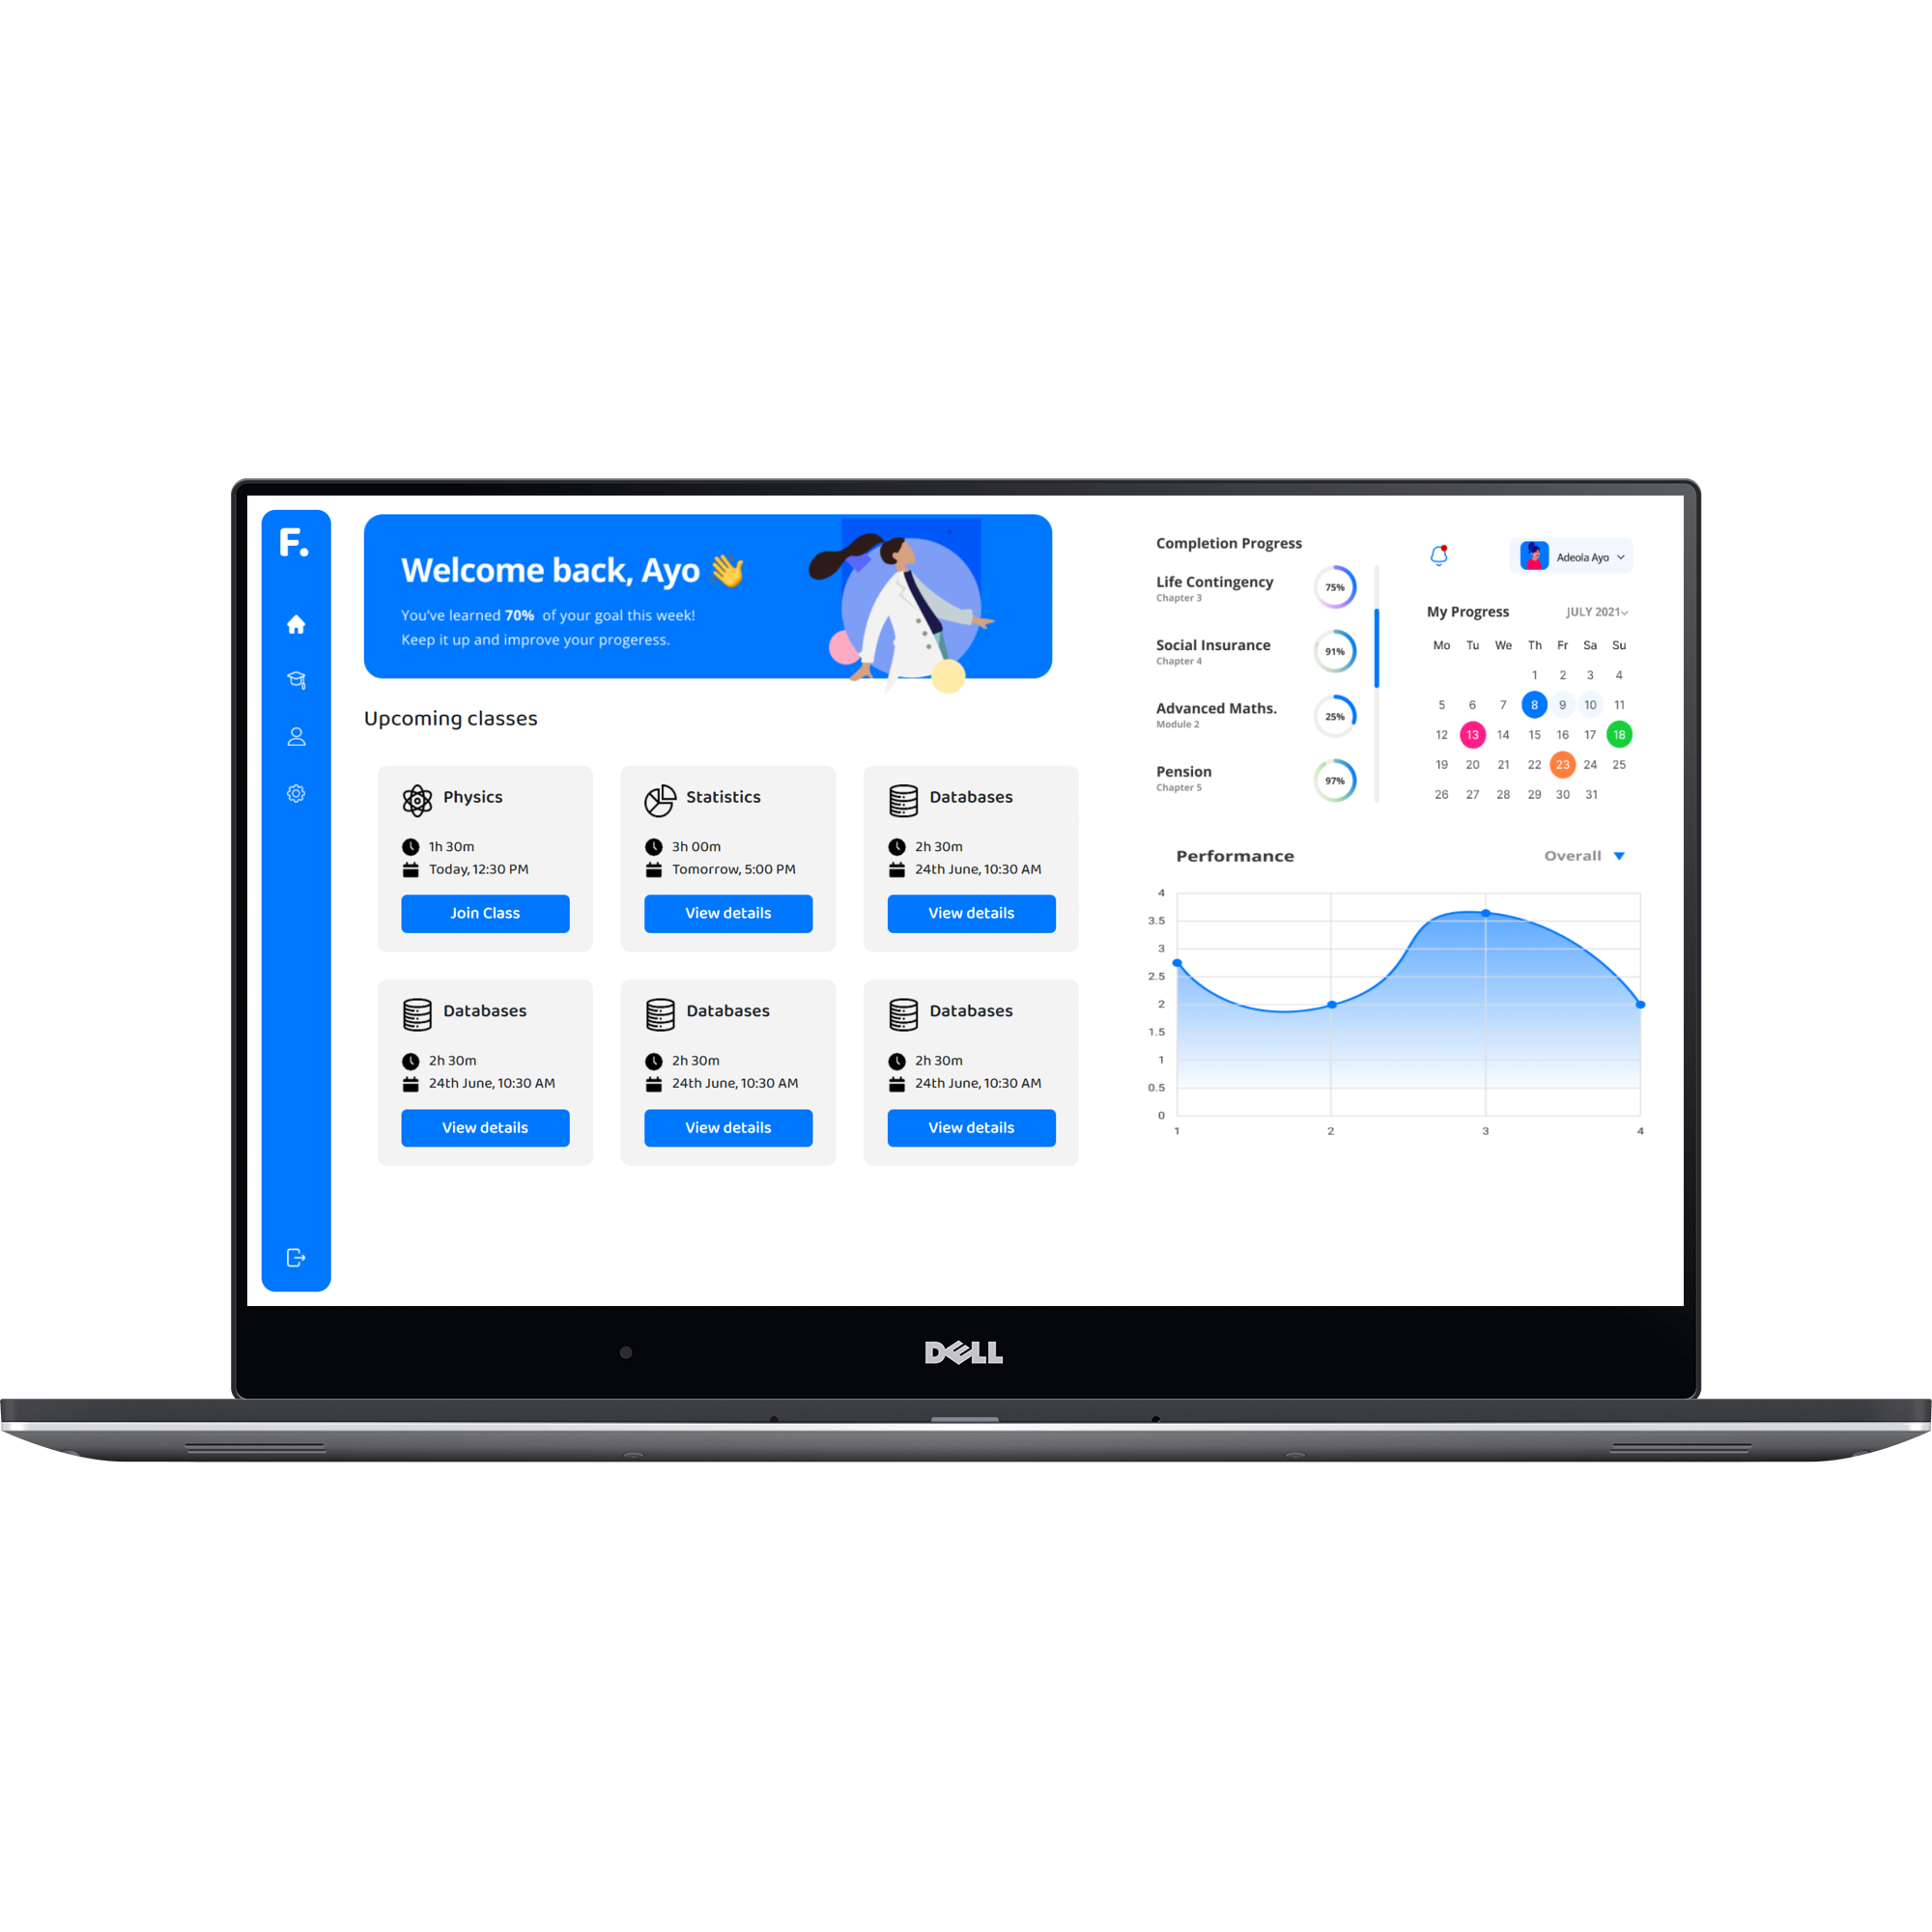 F.
Welcome back, Ayo 👋
You've learned 70% of your goal this week!
Keep it up and improve your progeress.
Upcoming classes
Physics
1h 30m
Today, 12:30 PM
Join Class
Statistics
3h 00m
Tomorrow, 5:00 PM
View details
Databases
2h 30m
24th June, 10:30 AM
View details
Databases
2h 30m
24th June, 10:30 AM
View details
Databases
2h 30m
24th June, 10:30 AM
View details
Databases
2h 30m
24th June, 10:30 AM
View details
Completion Progress
Life Contingency
Chapter 3
75%
Social Insurance
Chapter 4
91%
Advanced Maths.
Module 2
25%
Pension
Chapter 5
97%
Adeola Ayo
My Progress JULY 2021
Mo Tu We Th Fr Sa Su
1 2 3 4
5 6 7 8 9 10 11
12 13 14 15 16 17 18
19 20 21 22 23 24 25
26 27 28 29 30 31
Performance Overall
4
3.5
3
2.5
2
1.5
1
0.5
0
1 2 3 4
DELL